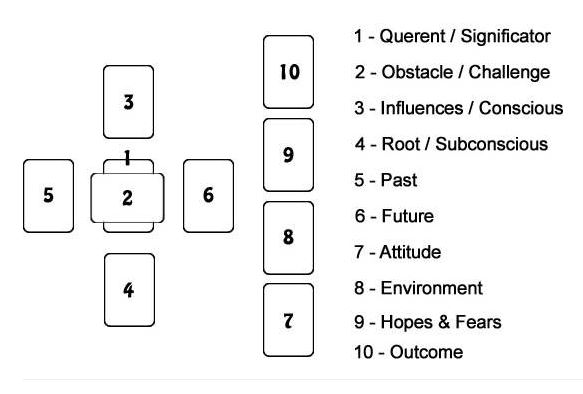 3
1
5
2
6
4
10
9
8
7
1 - Querent / Significator
2 - Obstacle / Challenge
3 - Influences / Conscious
4 - Root / Subconscious
5 - Past
6 - Future
7 - Attitude
8 - Environment
9 - Hopes & Fears
10 - Outcome